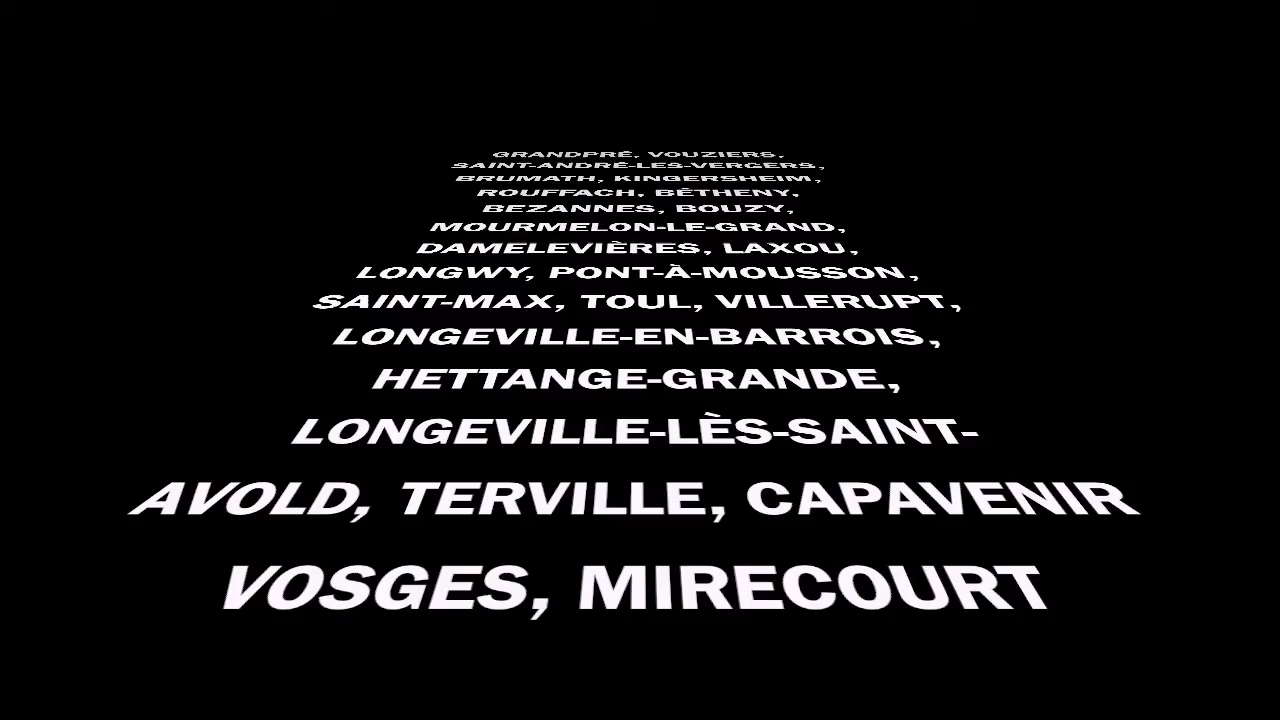 GRANDPRÉ, VOUZIERS,
SAINT-ANDRÉ-LES-VERGERS,
BRUMATH, KINGERSHEIM,
ROUFFACH, BÉTHENY,
BEZANNES, BOUZY,
MOURMELON-LE-GRAND,
DAMELEVIÈRES, LAXOU,
LONGWY, PONT-À-MOUSSON,
SAINT-MAX, TOUL, VILLERUPT,
LONGEVILLE-EN-BARROIS,
HETTANGE-GRANDE,
LONGEVILLE-LÈS-SAINT-
AVOLD, TERVILLE, CAPAVENIR
VOSGES, MIRECOURT